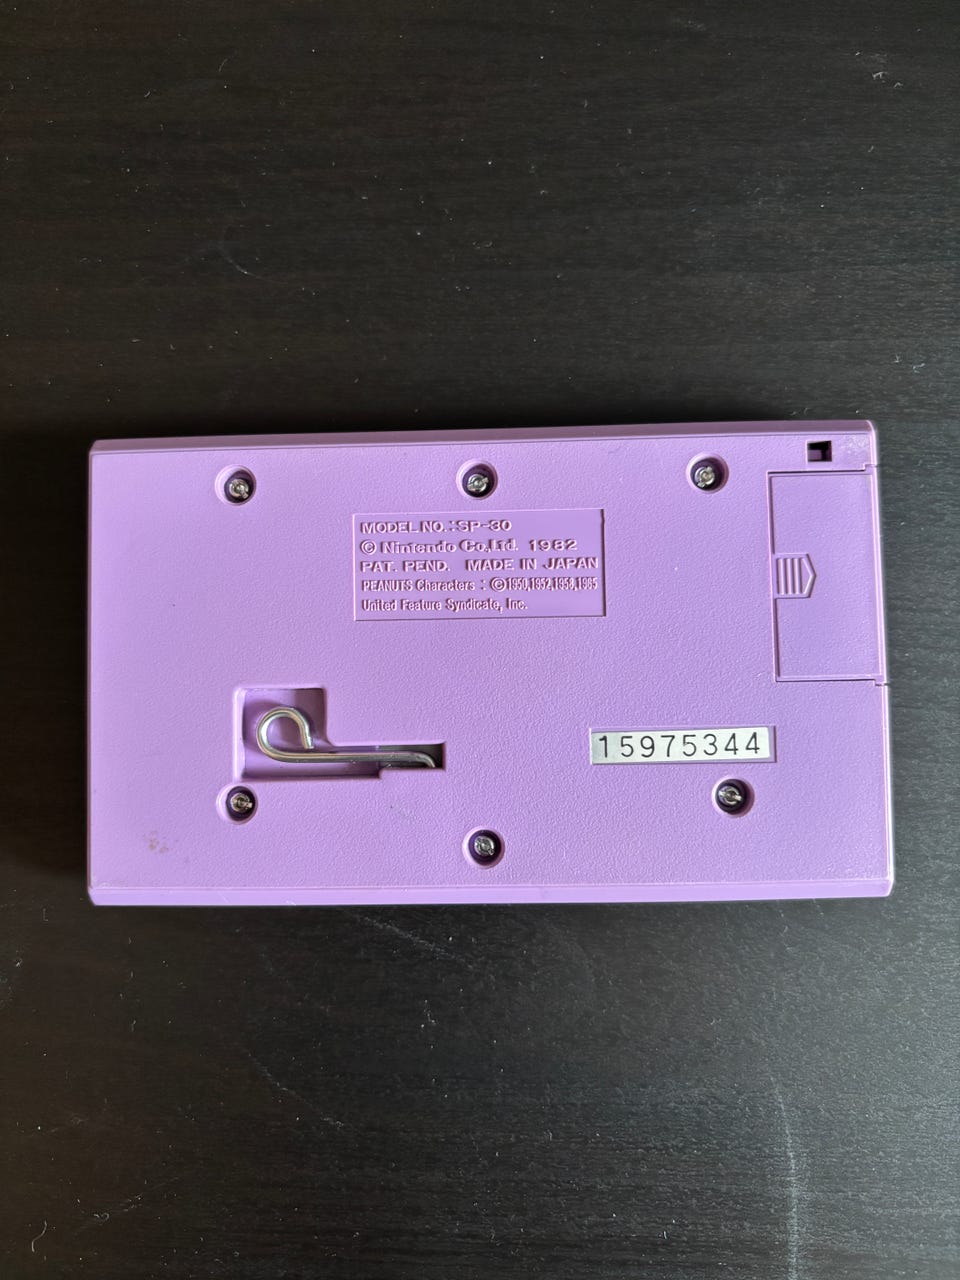 MODEL NO.:SP-30
© Nintendo Co.,Ltd. 1982
PAT. PEND. MADE IN JAPAN
PEANUTS Characters : ©1950,1952,1958,1965
United Feature Syndicate, Inc.
15975344